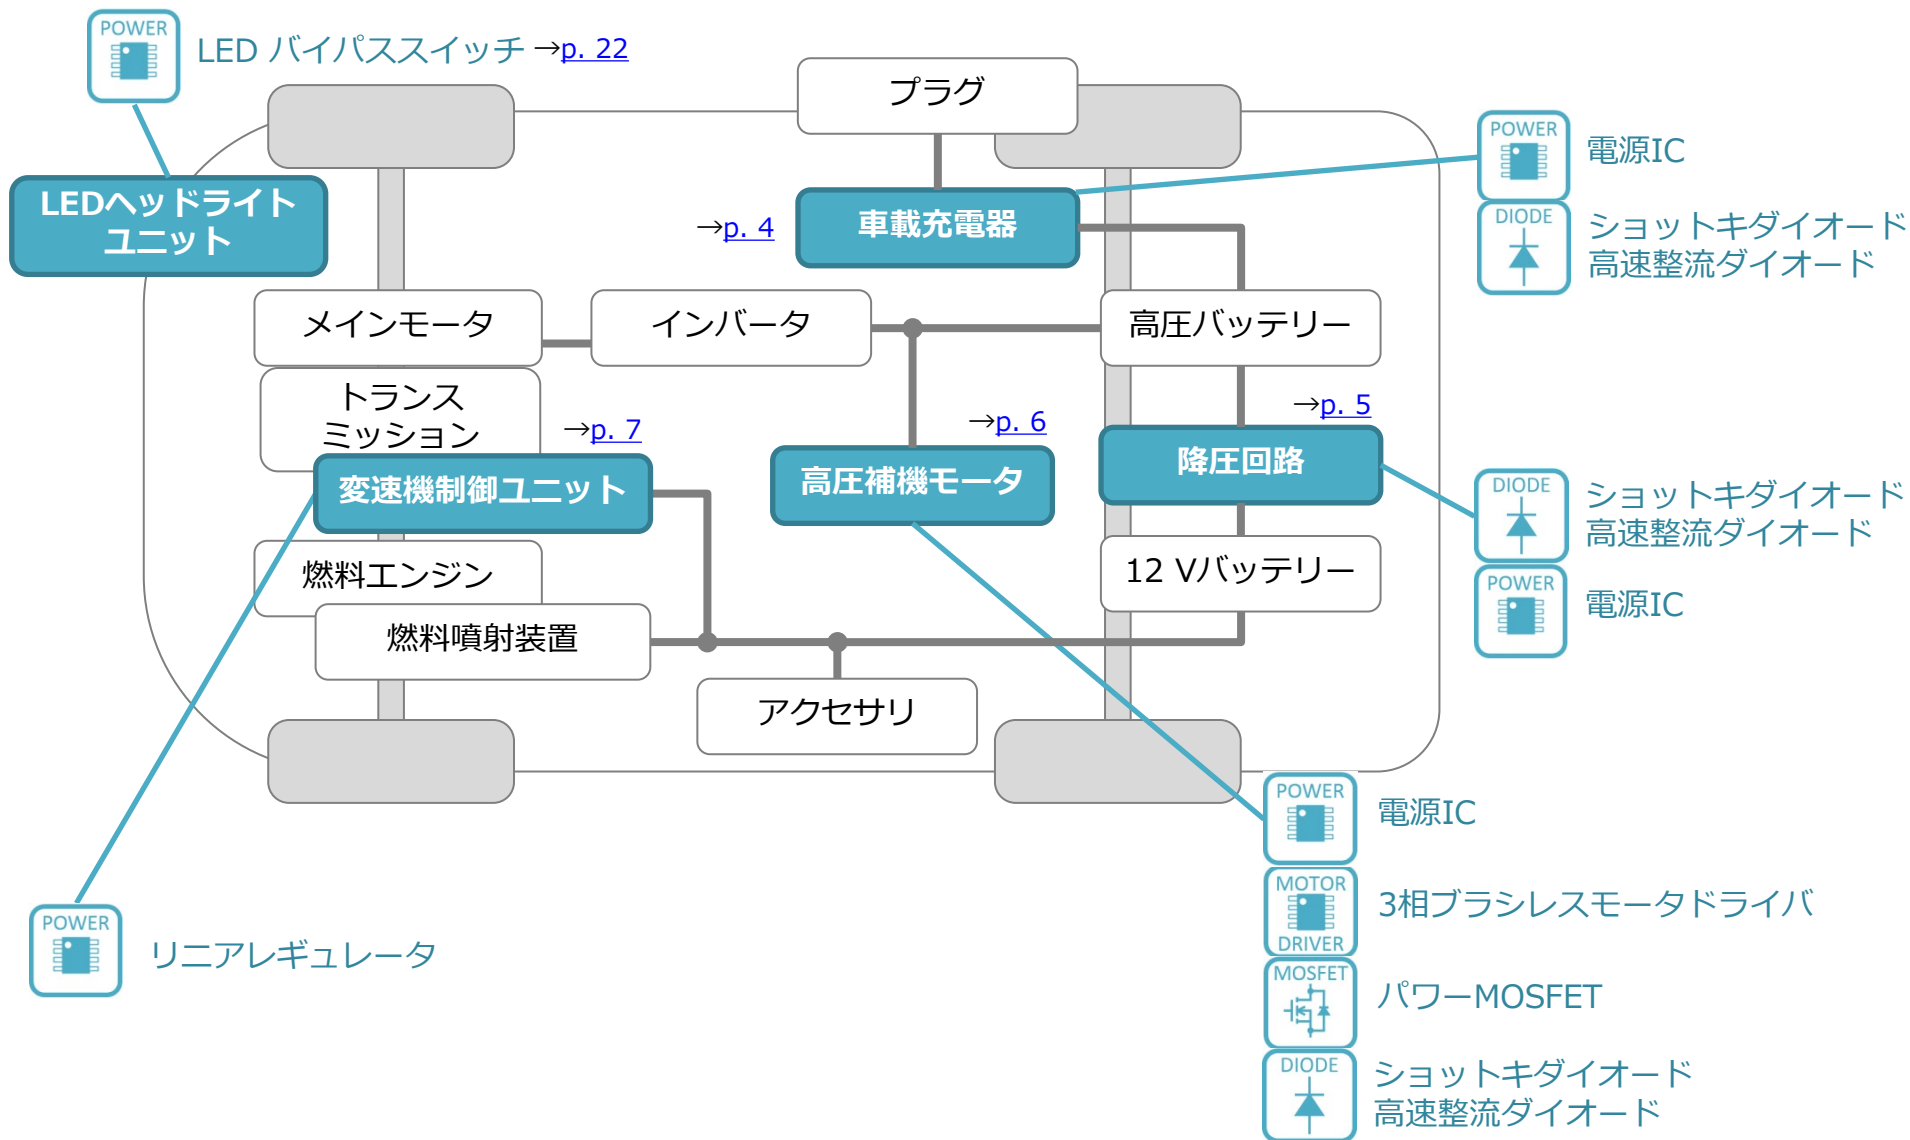 POWER
LED バイパススイッチ →p. 22
プラグ
LEDヘッドライト
ユニット
→p. 4
車載充電器
POWER
電源IC
DIODE
ショットキダイオード
高速整流ダイオード
メインモータ
インバータ
高圧バッテリー
トランス
ミッション
→p. 7
→p. 6
→p. 5
変速機制御ユニット
高圧補機モータ
降圧回路
DIODE
ショットキダイオード
高速整流ダイオード
POWER
電源IC
燃料エンジン
12 Vバッテリー
燃料噴射装置
アクセサリ
POWER
リニアレギュレータ
POWER
電源IC
MOTOR
DRIVER
3相ブラシレスモータドライバ
MOSFET
パワーMOSFET
DIODE
ショットキダイオード
高速整流ダイオード